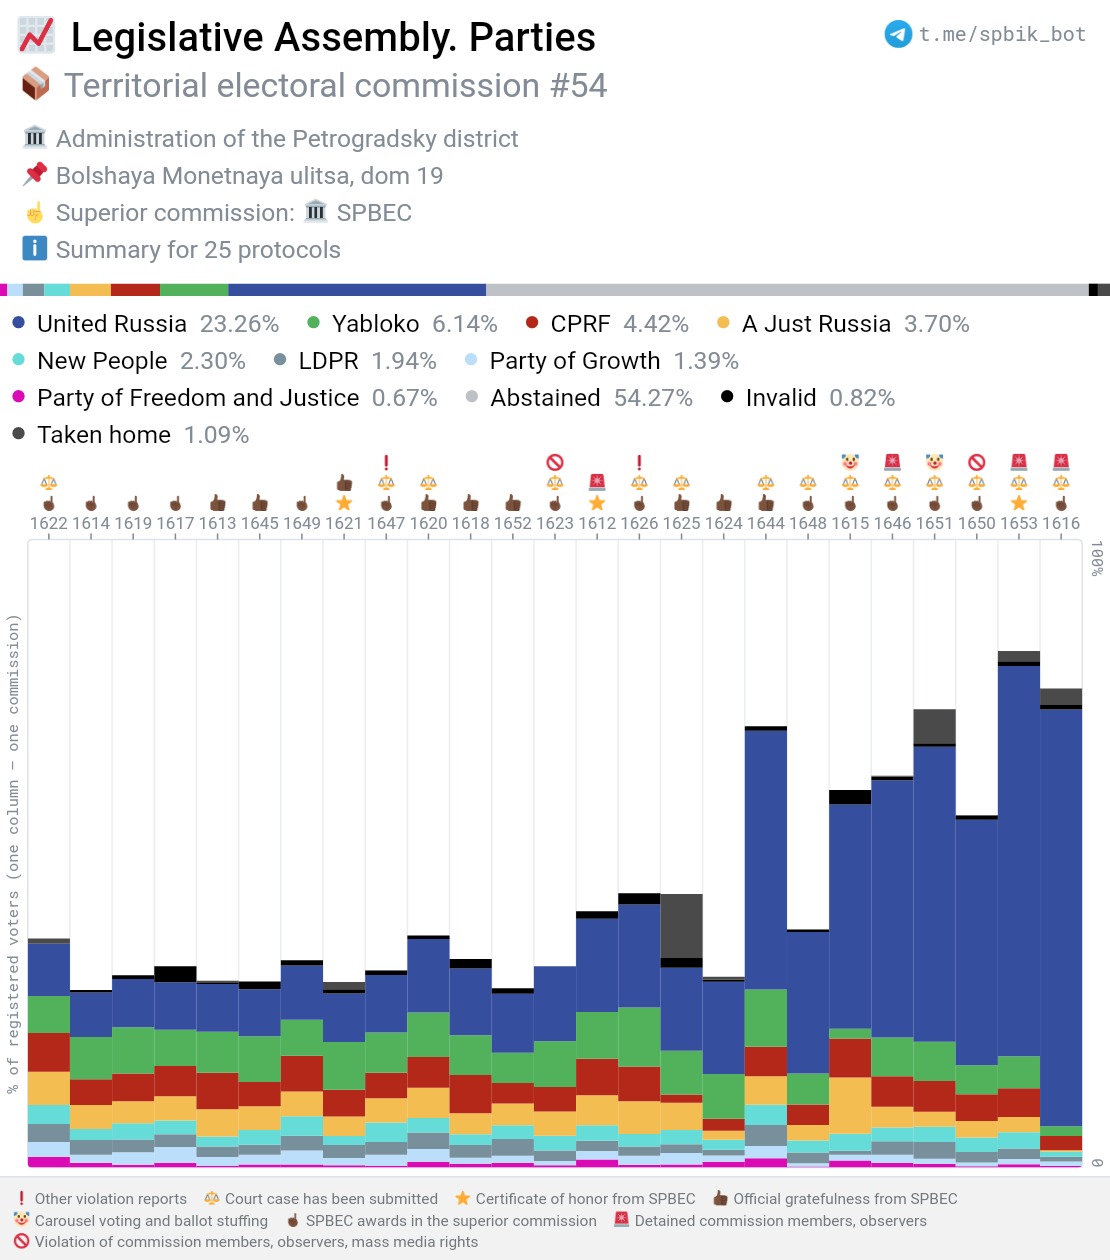 Legislative Assembly. Parties
t.me/spbik_bot
Territorial electoral commission #54
Administration of the Petrogradsky district
Bolshaya Monetnaya ulitsa, dom 19
Superior commission: SPBEC
Summary for 25 protocols
United Russia 23.26% Yabloko 6.14% CPRF 4.42% A Just Russia 3.70%
New People 2.30% LDPR 1.94% Party of Growth 1.39%
Party of Freedom and Justice 0.67% Abstained 54.27% Invalid 0.82%
Taken home 1.09%
1622 1614 1619 1617 1613 1645 1649 1621 1647 1620 1618 1652 1623 1612 1626 1625 1624 1644 1648 1615 1646 1651 1650 1653 1616
100%
% of registered voters (one column – one commission)
0
Other violation reports Court case has been submitted Certificate of honor from SPBEC Official gratefulness from SPBEC
Carousel voting and ballot stuffing SPBEC awards in the superior commission Detained commission members, observers
Violation of commission members, observers, mass media rights